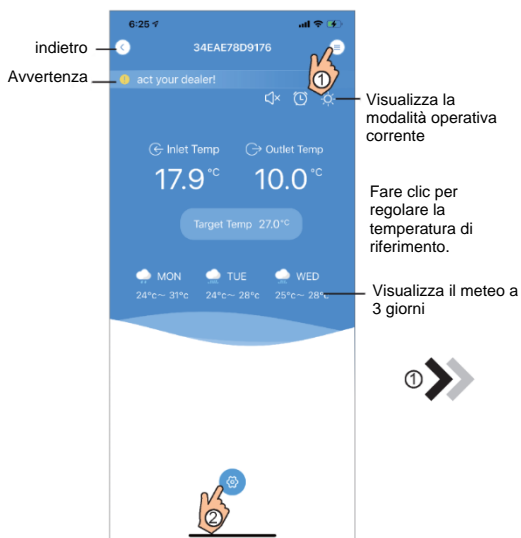 6:25
indietro
34EAE78D9176
①
Avvertenza
act your dealer!
Visualizza la
modalità operativa
corrente
Inlet Temp
Outlet Temp
17.9°C
10.0°C
Fare clic per
regolare la
temperatura di
riferimento.
Target Temp 27.0°C
MON
TUE
WED
24°c~ 31°c
24°c~ 28°c
25°c~ 28°c
Visualizza il meteo a
3 giorni
①
②